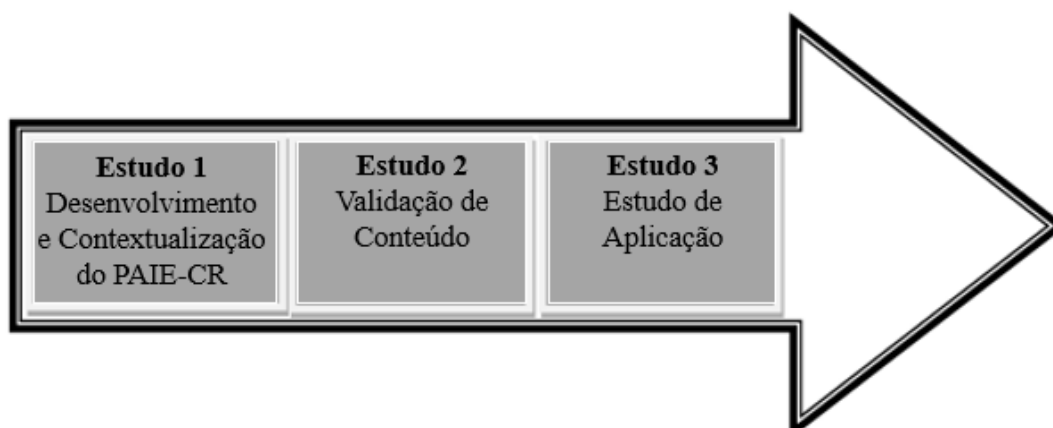 Estudo 1
Desenvolvimento
e Contextualização
do PAIE-CR
Estudo 2
Validação de
Conteúdo
Estudo 3
Estudo de
Aplicação